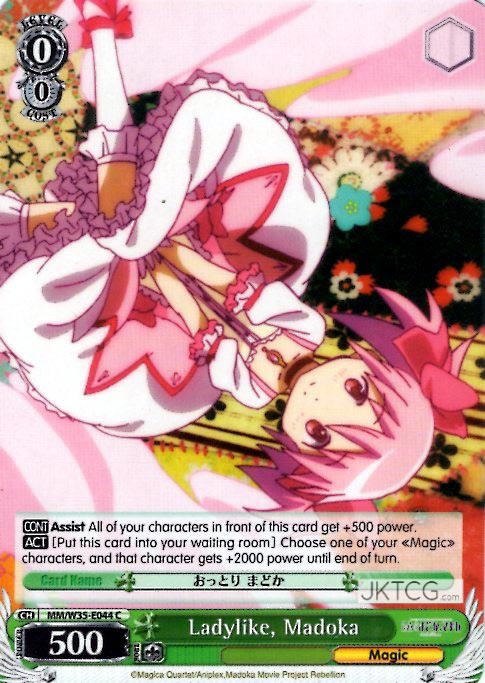 LEVEL
0
0
COST
CONT Assist All of your characters in front of this card get +500 power.
ACT [Put this card into your waiting room] Choose one of your «Magic»
characters, and that character gets +2000 power until end of turn.
Card Name おっとり まどか
JKTCG.com
CH MM/W35-E044 C
500
Ladylike, Madoka
Magic
©Magica Quartet/Aniplex,Madoka Movie Project Rebellion